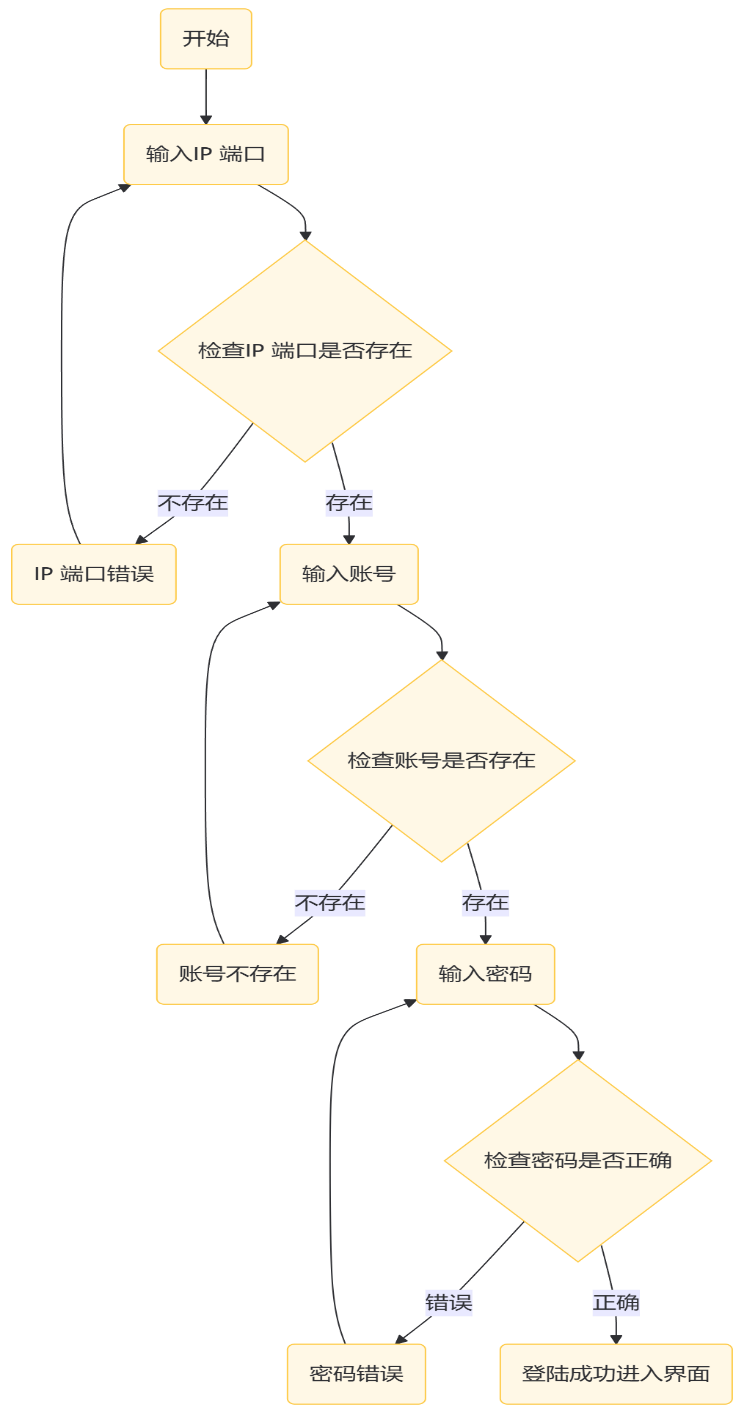 开始
输入IP 端口
检查IP 端口是否存在
不存在
存在
IP 端口错误
输入账号
检查账号是否存在
不存在
存在
账号不存在
输入密码
检查密码是否正确
错误
正确
密码错误
登陆成功进入界面